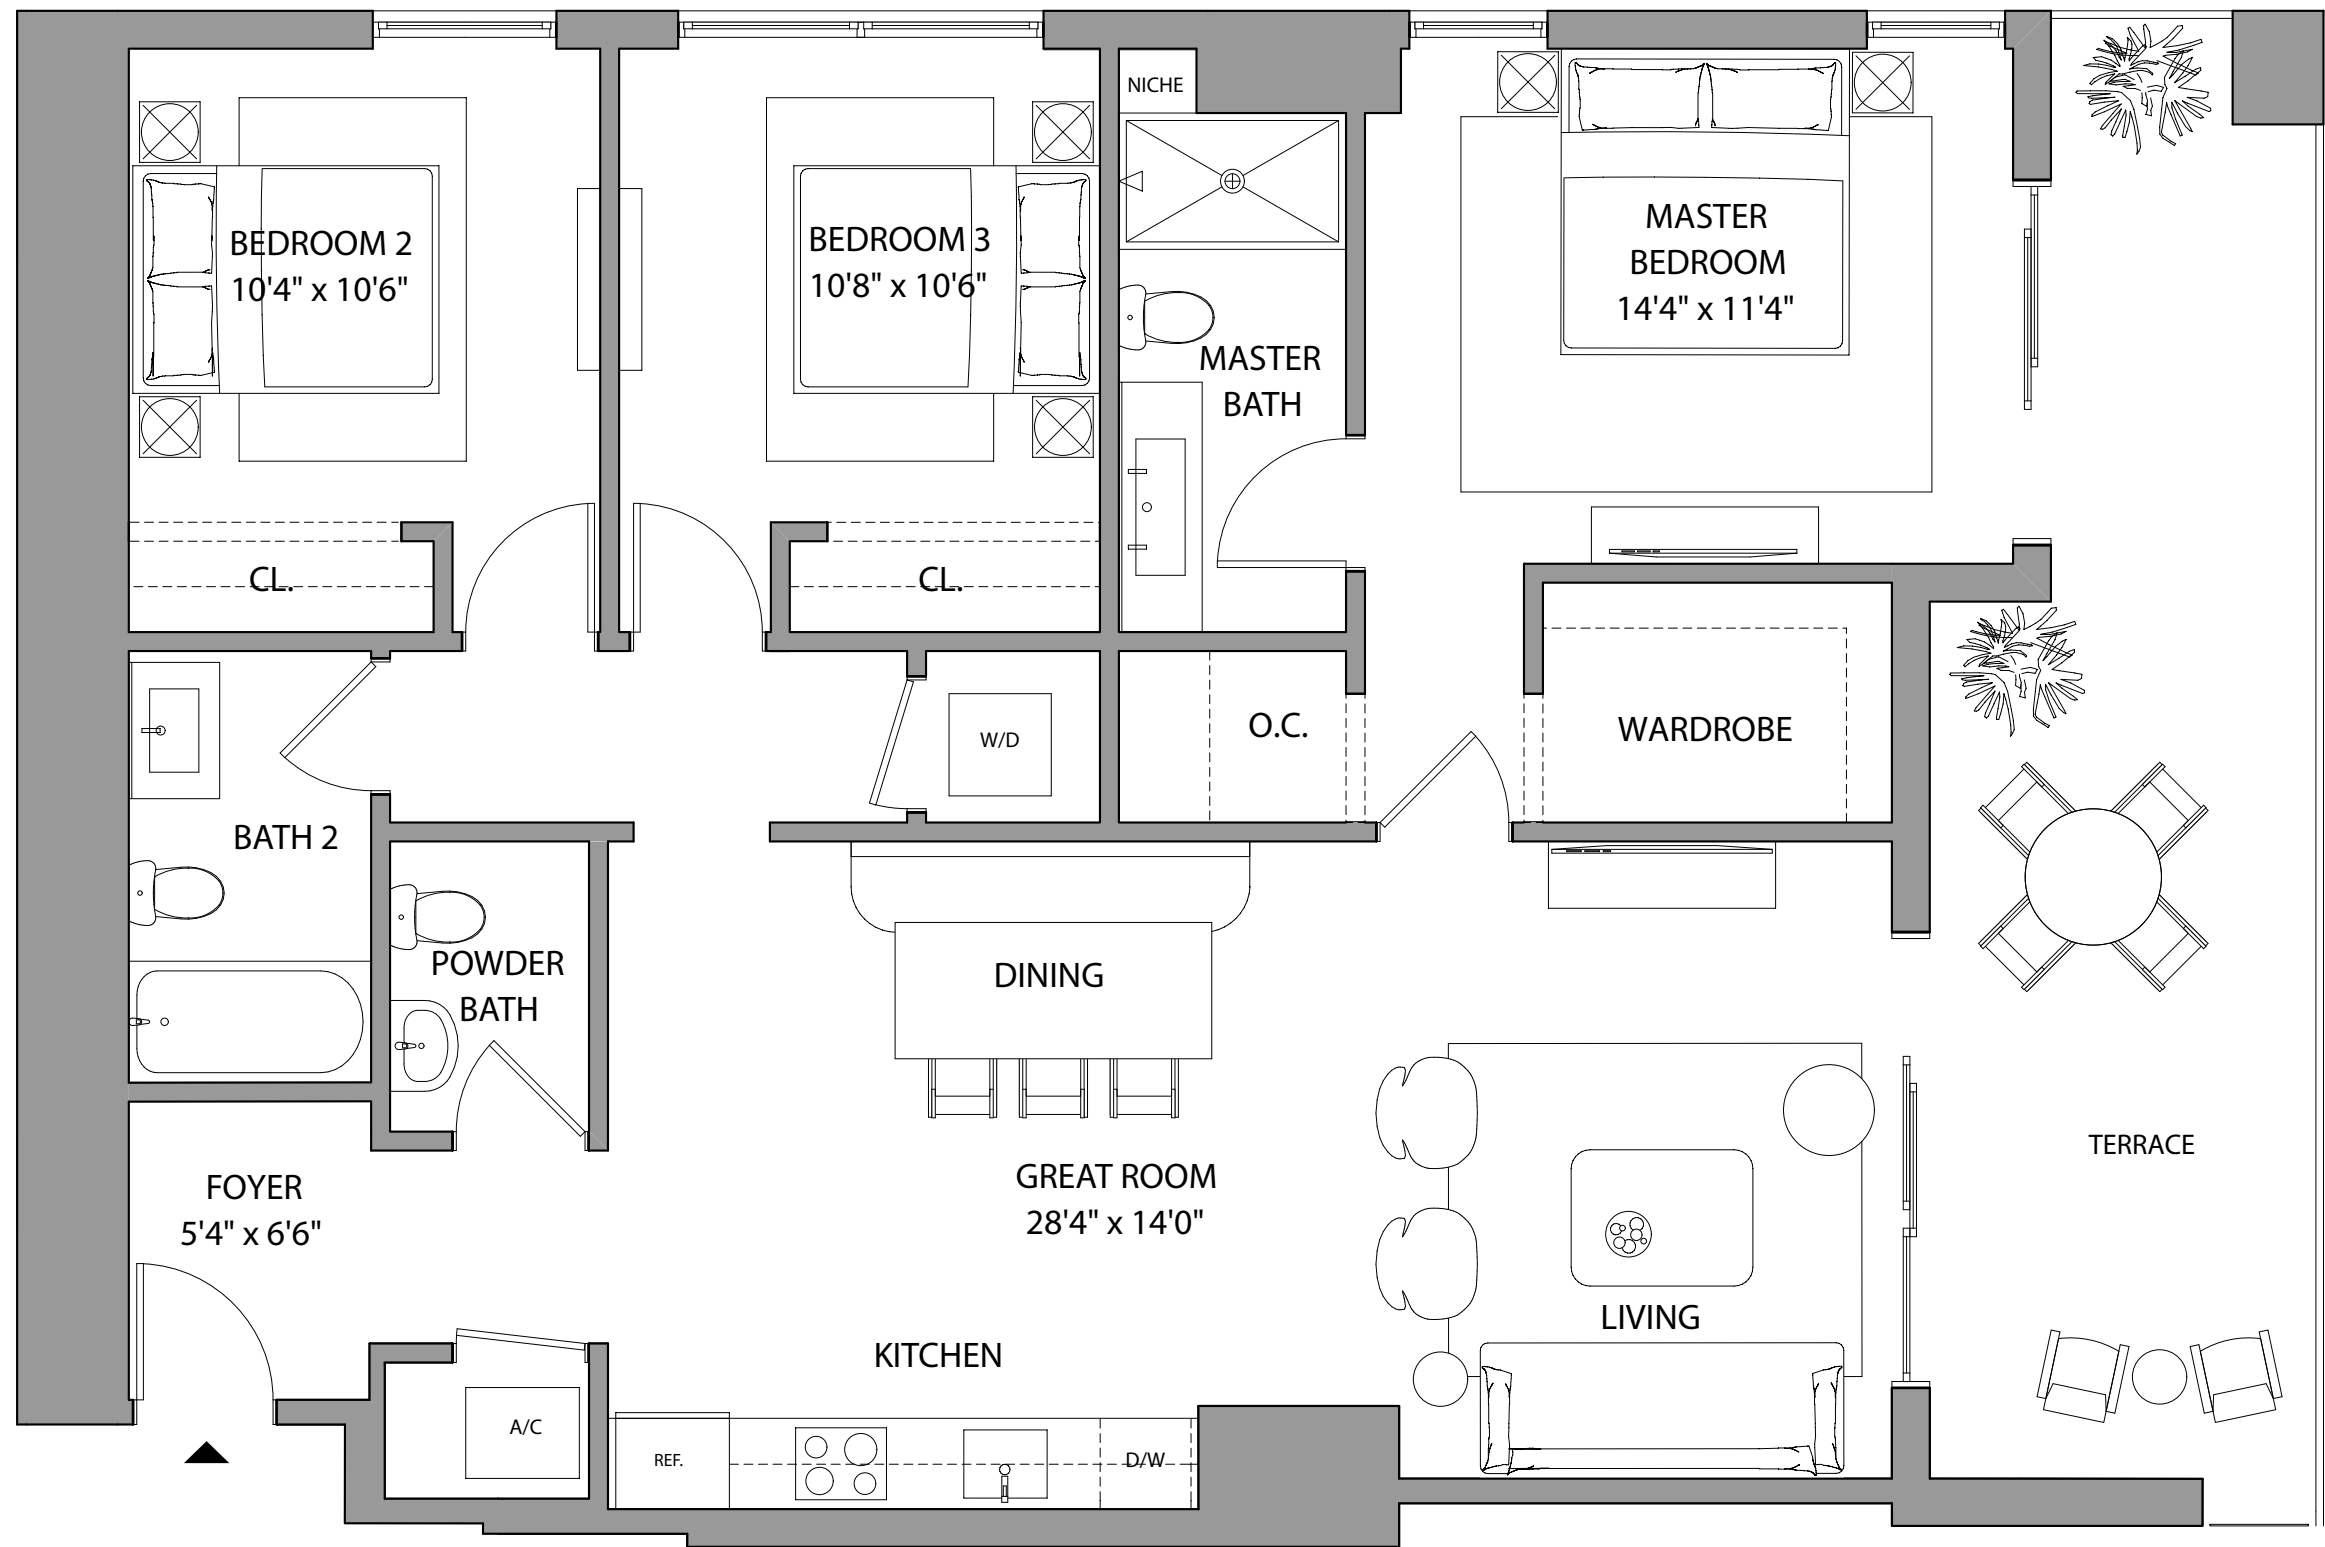 NICHE
MASTER
BEDROOM
14'4" x 11'4"
BEDROOM 2
10'4" x 10'6"
BEDROOM 3
10'8" x 10'6"
MASTER
BATH
CL.
CL.
O.C.
WARDROBE
W/D
BATH 2
POWDER
BATH
DINING
TERRACE
FOYER
5'4" x 6'6"
GREAT ROOM
28'4" x 14'0"
LIVING
KITCHEN
A/C
REF.
D/W